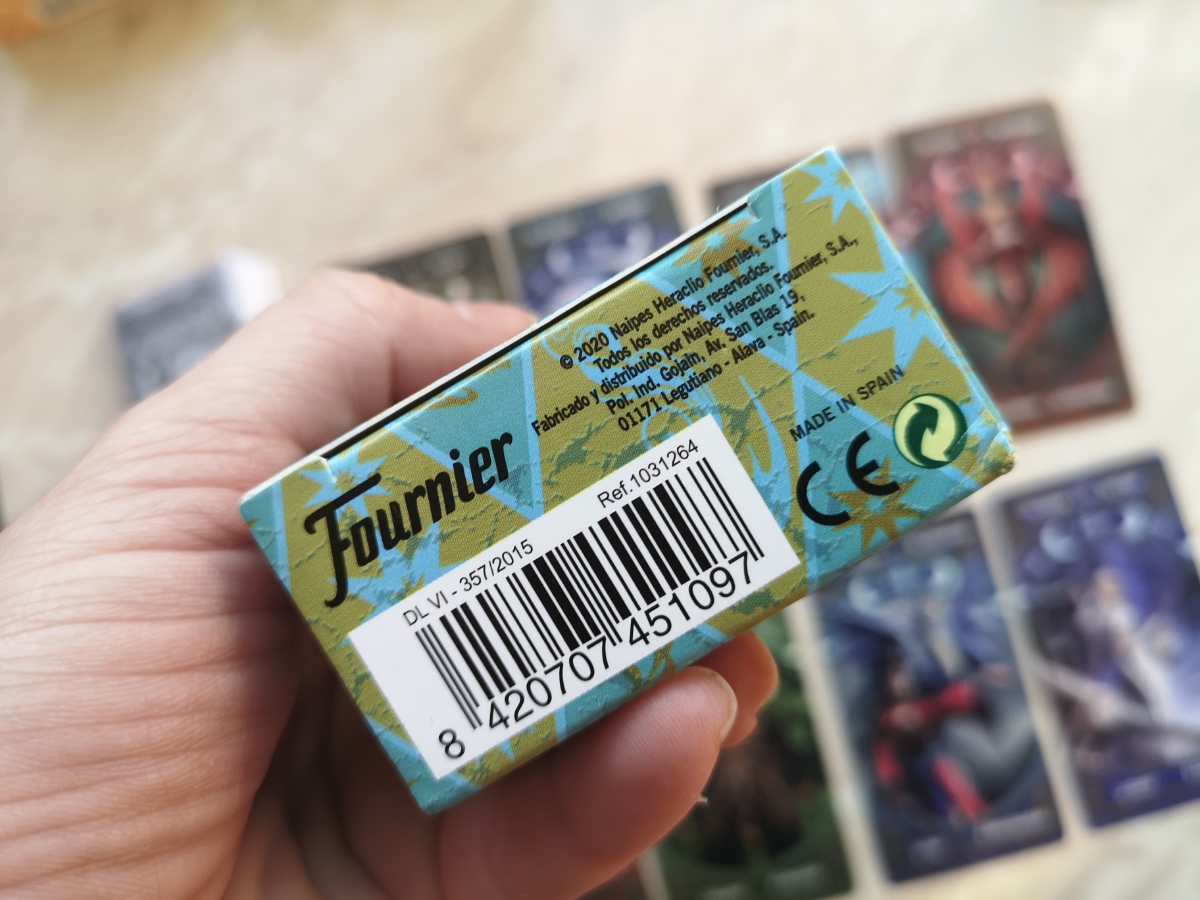 © 2020 Naipes Heraclio Fournier, S.A.
Todos los derechos reservados.
Fabricado y distribuido por Naipes Heraclio Fournier, S.A.,
Pol. Ind. Gojain, Av. San Blas 19,
01171 Legutiano - Alava - Spain.
Fournier
MADE IN SPAIN
CE
DL VI - 357/2015
Ref.1031264
8 420707 451097